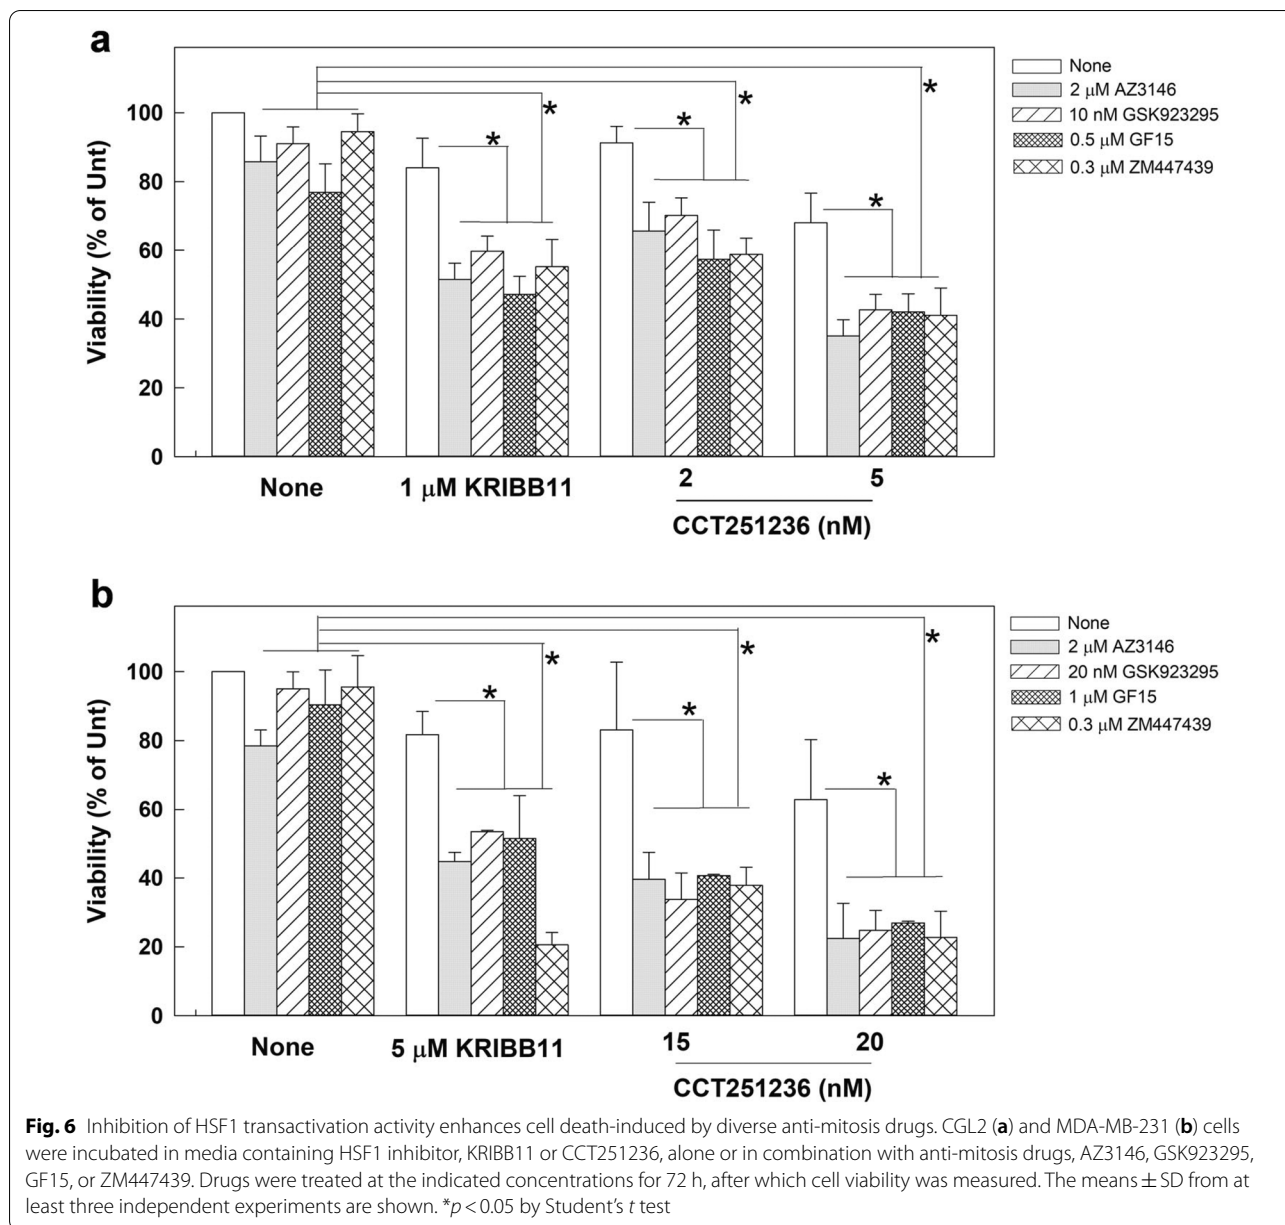 a
Viability (% of Unt)
100
80
60
40
20
0
* * * * * *
None
2 μM AZ3146
10 nM GSK923295
0.5 μM GF15
0.3 μM ZM447439
None
1 μM KRIBB11
2
5
CCT251236 (nM)
b
Viability (% of Unt)
100
80
60
40
20
0
* * * * * *
None
2 μM AZ3146
20 nM GSK923295
1 μM GF15
0.3 μM ZM447439
None
5 μM KRIBB11
15
20
CCT251236 (nM)
Fig. 6 Inhibition of HSF1 transactivation activity enhances cell death-induced by diverse anti-mitosis drugs. CGL2 (a) and MDA-MB-231 (b) cells
were incubated in media containing HSF1 inhibitor, KRIBB11 or CCT251236, alone or in combination with anti-mitosis drugs, AZ3146, GSK923295,
GF15, or ZM447439. Drugs were treated at the indicated concentrations for 72 h, after which cell viability was measured. The means ± SD from at
least three independent experiments are shown. *p < 0.05 by Student's t test